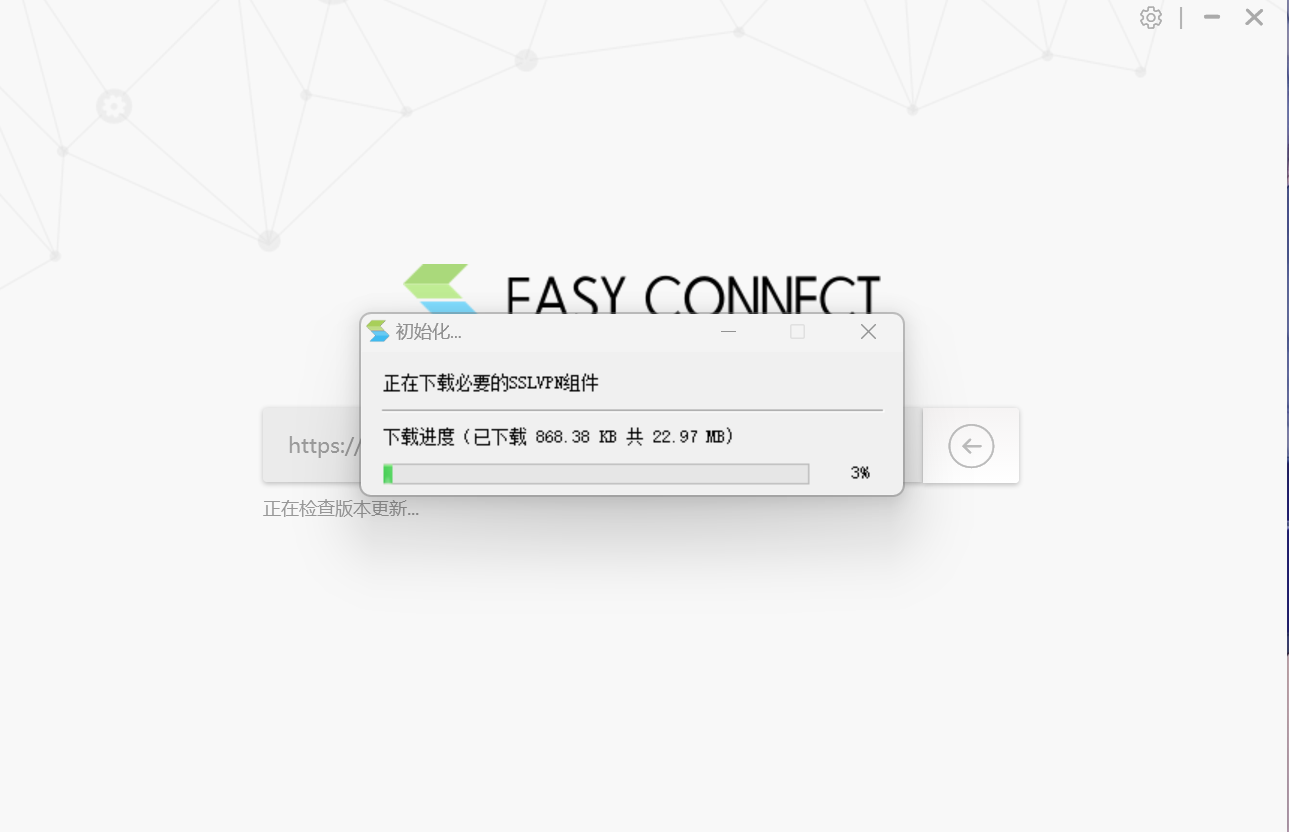 EASY CONNECT
初始化...
正在下载必要的SSLVPN组件
下载进度（已下载 868.38 KB 共 22.97 MB）
3%
https://
正在检查版本更新...